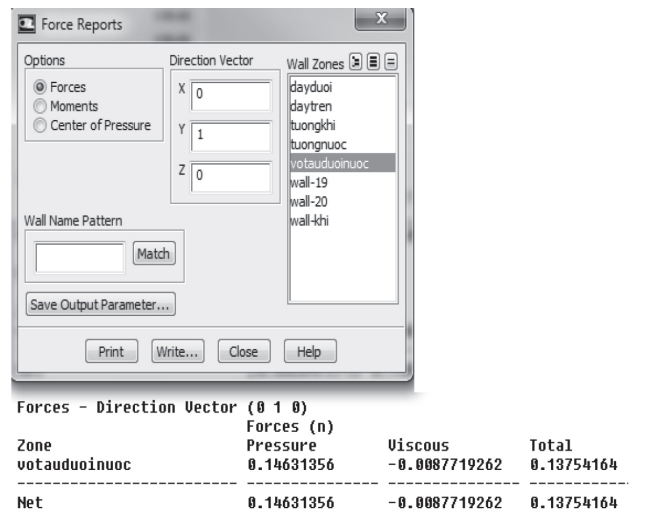 Force Reports
Options
Forces
Moments
Center of Pressure
Direction Vector
X 0
Y 1
Z 0
Wall Zones
dayduoi
daytren
tuongkhi
tuongnuoc
votauduoinuoc
wall-19
wall-20
wall-khi
Wall Name Pattern
Match
Save Output Parameter...
Print Write... Close Help
Forces - Direction Vector (0 1 0)
Forces (n)
Zone Pressure Viscous Total
votauduoinuoc 0.14631356 -0.0087719262 0.13754164
------------------------- --------------- --------------- -----------
Net 0.14631356 -0.0087719262 0.13754164